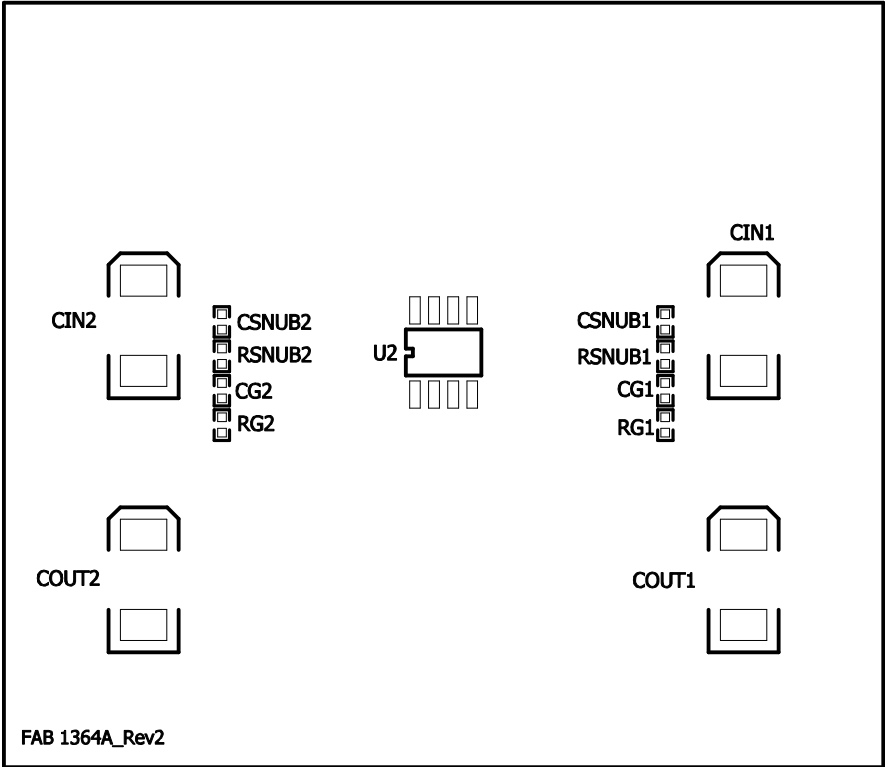 CIN1
CIN2
CSNUB2
CSNUB1
U2
RSNUB2
RSNUB1
CG2
CG1
RG2
RG1
COUT2
COUT1
FAB 1364A_Rev2